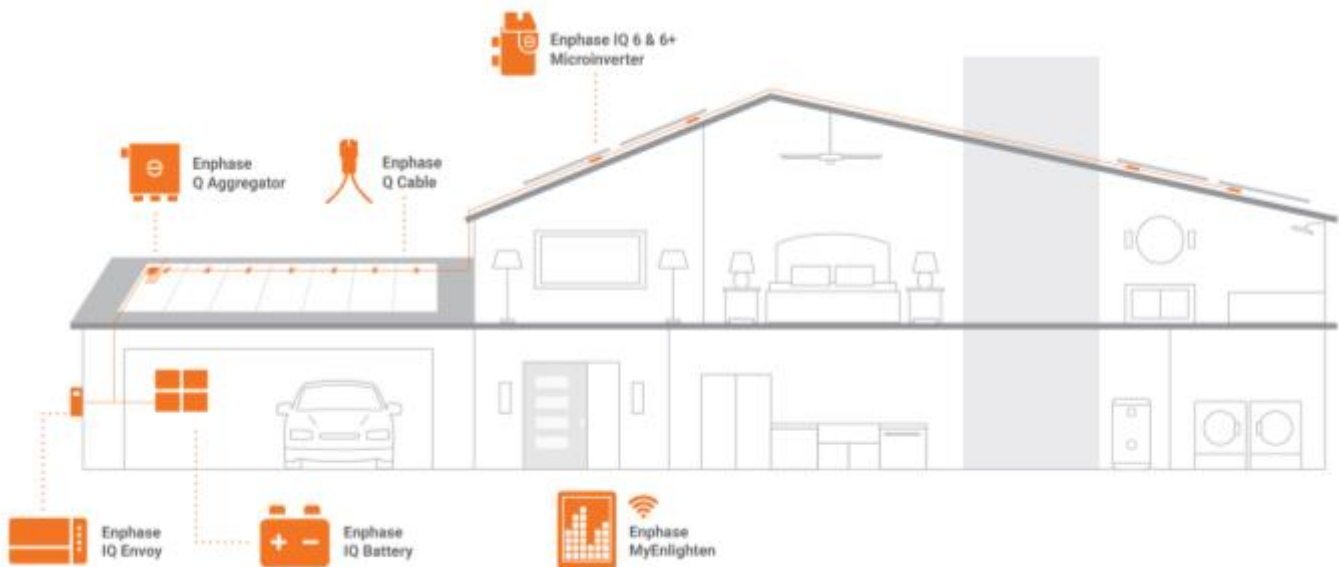 Enphase IQ 6 & 6+
Microinverter
Enphase
Q Aggregator
Enphase
Q Cable
Enphase
IQ Envoy
Enphase
IQ Battery
Enphase
MyEnlighten